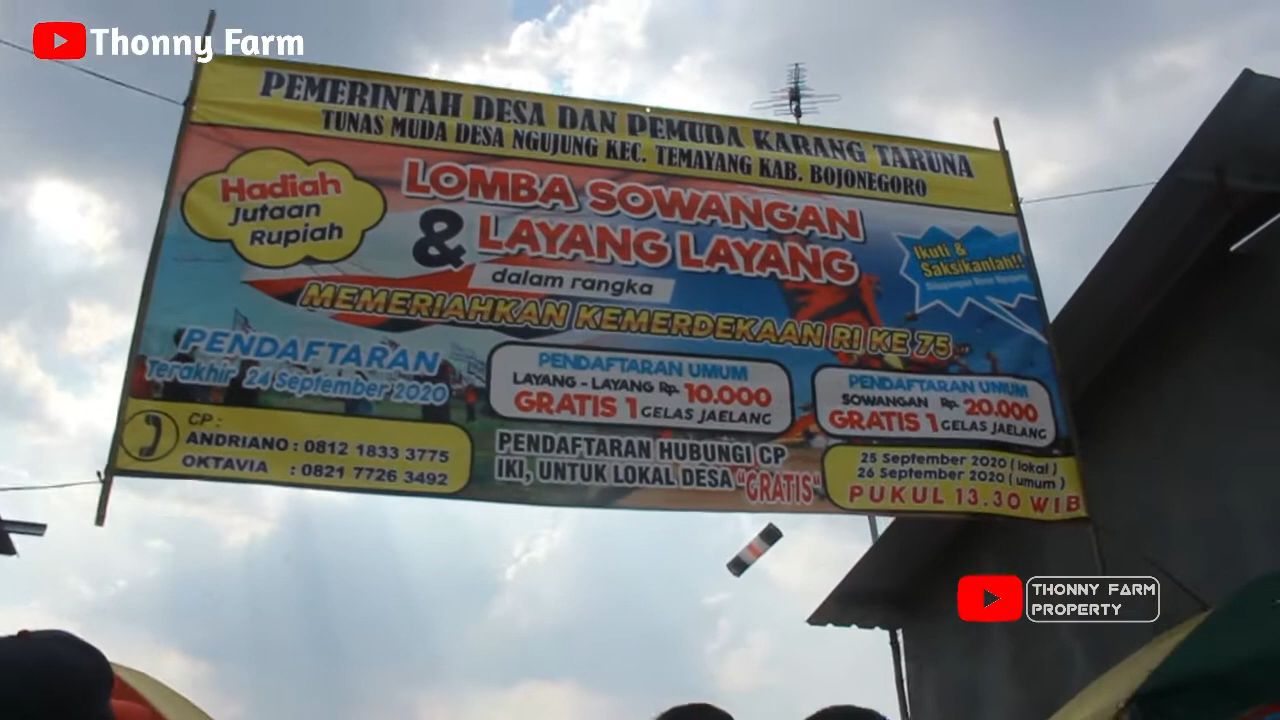 Thonny Farm
PEMERINTAH DESA DAN PEMUDA KARANG TARUNA
TUNAS MUDA DESA NGUJUNG KEC. TEMAYANG KAB. BOJONEGORO
Hadiah
Jutaan
Rupiah
LOMBA SOWANGAN
& LAYANG LAYANG
dalam rangka
MEMERIAHKAN KEMERDEKAAN RI KE 75
Ikuti &
Saksikanlah!!
PENDAFTARAN
Terakhir 24 September 2020
PENDAFTARAN UMUM
LAYANG - LAYANG Rp. 10.000
GRATIS 1 GELAS JAELANG
PENDAFTARAN UMUM
SOWANGAN Rp. 20.000
GRATIS 1 GELAS JAELANG
CP :
ANDRIANO : 0812 1833 3775
OKTAVIA : 0821 7726 3492
PENDAFTARAN HUBUNGI CP
IKI, UNTUK LOKAL DESA "GRATIS"
25 September 2020 ( lokal )
26 September 2020 ( umum )
PUKUL 13.30 WIB
THONNY FARM
PROPERTY